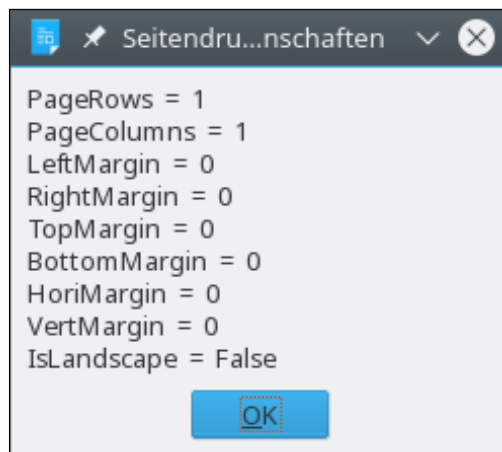 Seitendru...nschaften
PageRows = 1
PageColumns = 1
LeftMargin = 0
RightMargin = 0
TopMargin = 0
BottomMargin = 0
HoriMargin = 0
VertMargin = 0
IsLandscape = False
OK